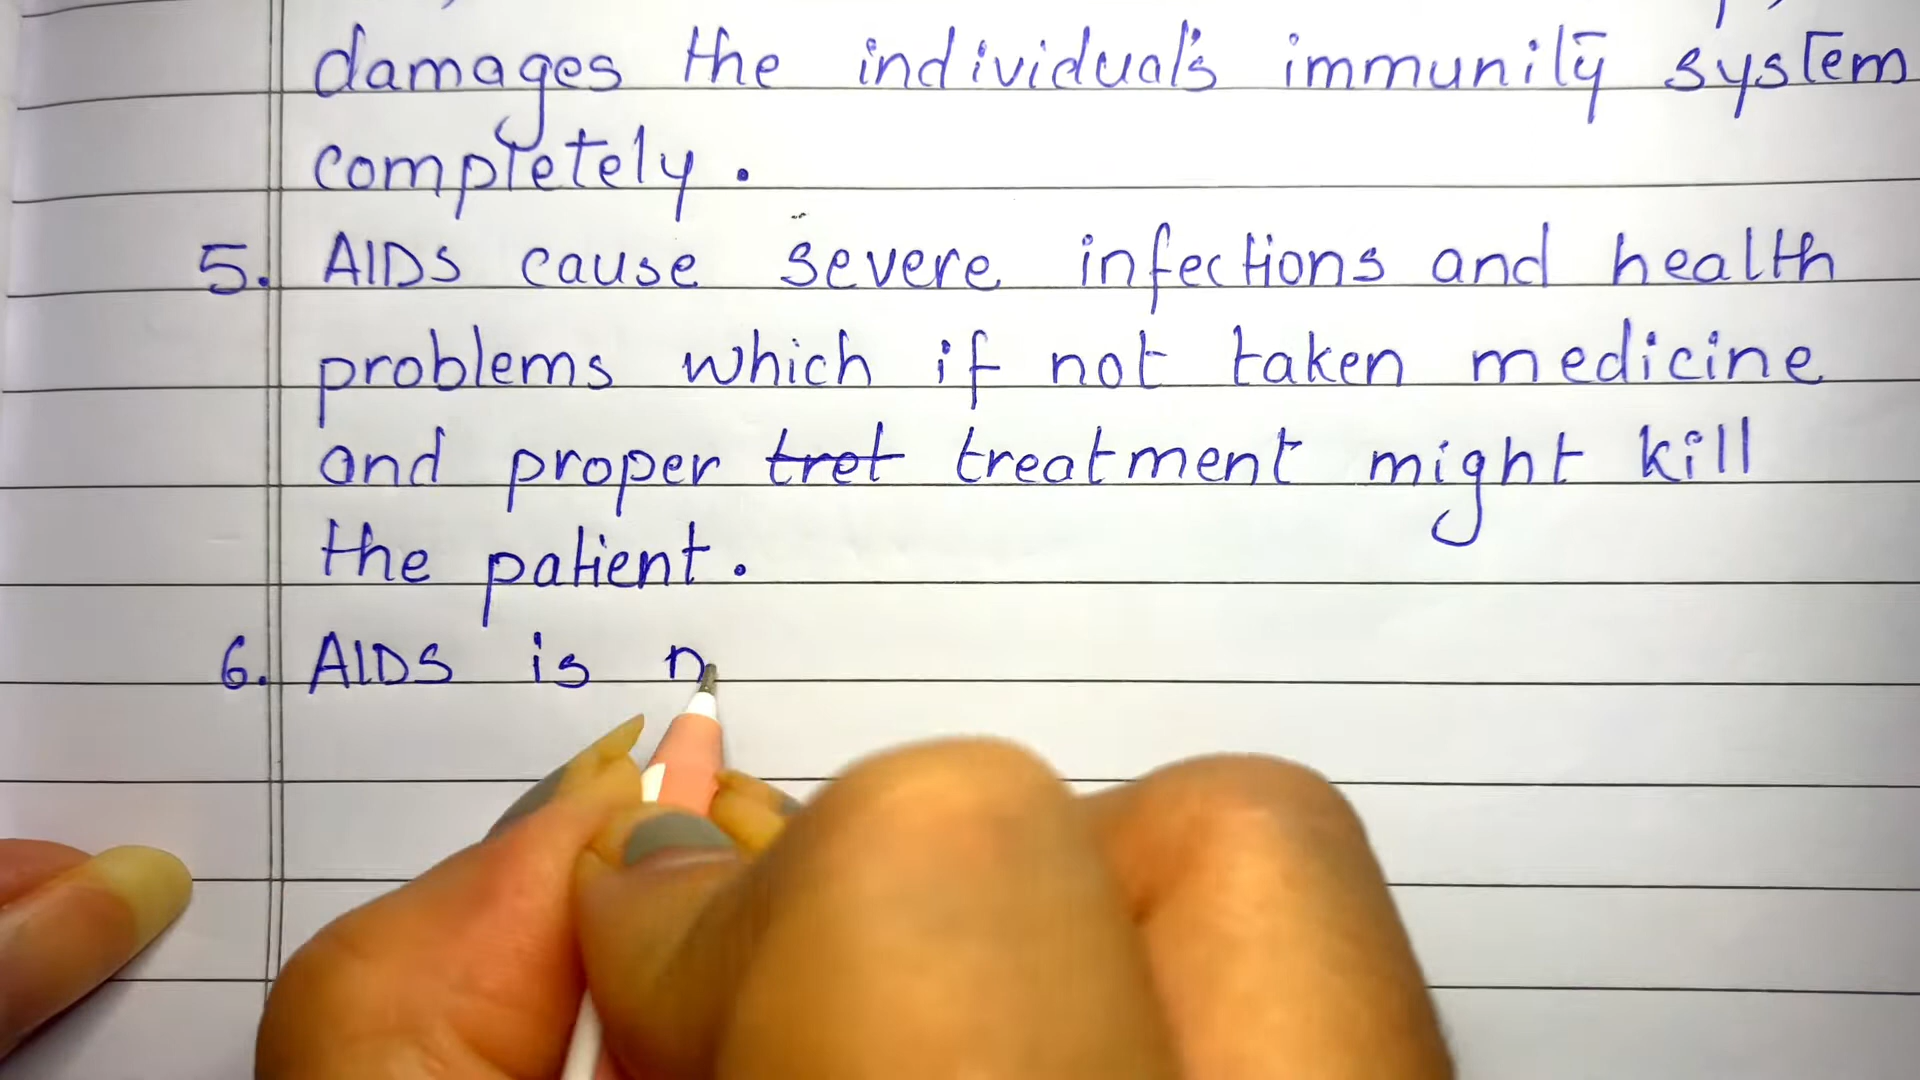 damages the individual's immunity system
completely.
5. AIDS cause severe infections and health
problems which if not taken medicine
and proper tret treatment might kill
the patient.
6. AIDS is n